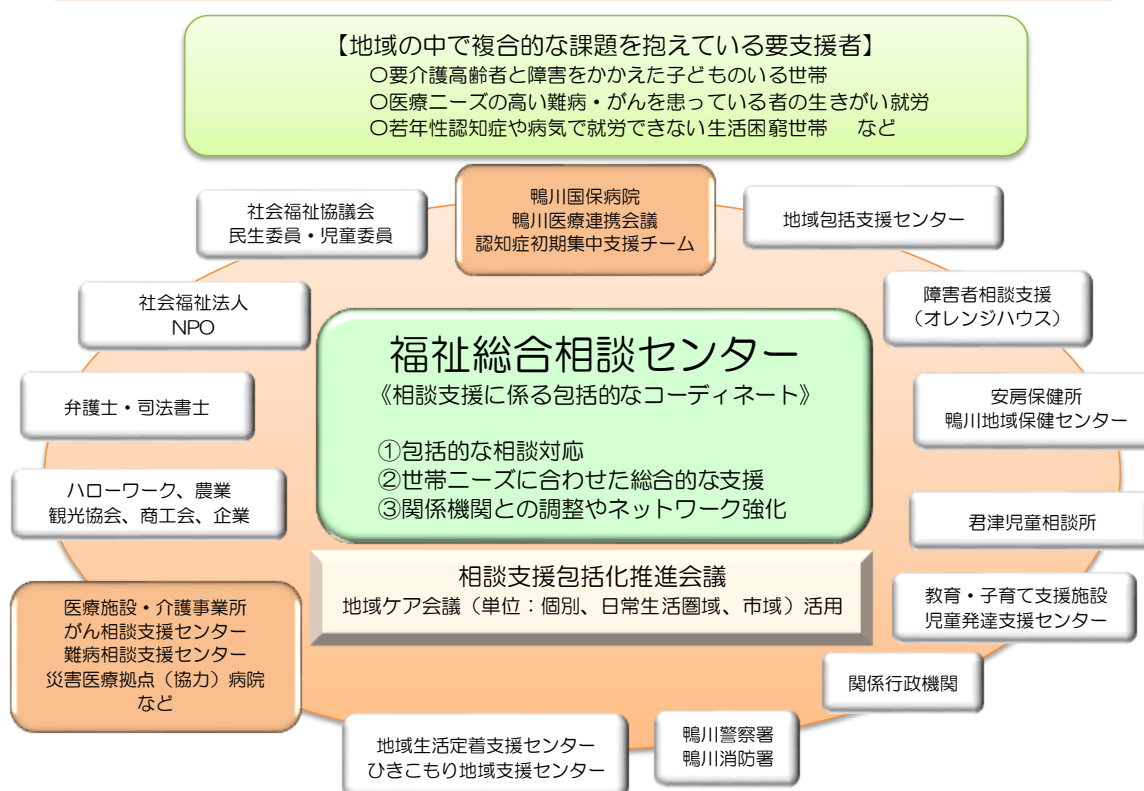 【地域の中で複合的な課題を抱えている要支援者】
〇要介護高齢者と障害をかかえた子どものいる世帯
〇医療ニーズの高い難病・がんを患っている者の生きがい就労
〇若年性認知症や病気で就労できない生活困窮世帯　など
社会福祉協議会
民生委員・児童委員
鴨川国保病院
鴨川医療連携会議
認知症初期集中支援チーム
地域包括支援センター
社会福祉法人
NPO
障害者相談支援
（オレンジハウス）
福祉総合相談センター
《相談支援に係る包括的なコーディネート》
①包括的な相談対応
②世帯ニーズに合わせた総合的な支援
③関係機関との調整やネットワーク強化
弁護士・司法書士
安房保健所
鴨川地域保健センター
ハローワーク、農業
観光協会、商工会、企業
君津児童相談所
相談支援包括化推進会議
地域ケア会議（単位：個別、日常生活圏域、市域）活用
医療施設・介護事業所
がん相談支援センター
難病相談支援センター
災害医療拠点（協力）病院
など
教育・子育て支援施設
児童発達支援センター
関係行政機関
地域生活定着支援センター
ひきこもり地域支援センター
鴨川警察署
鴨川消防署